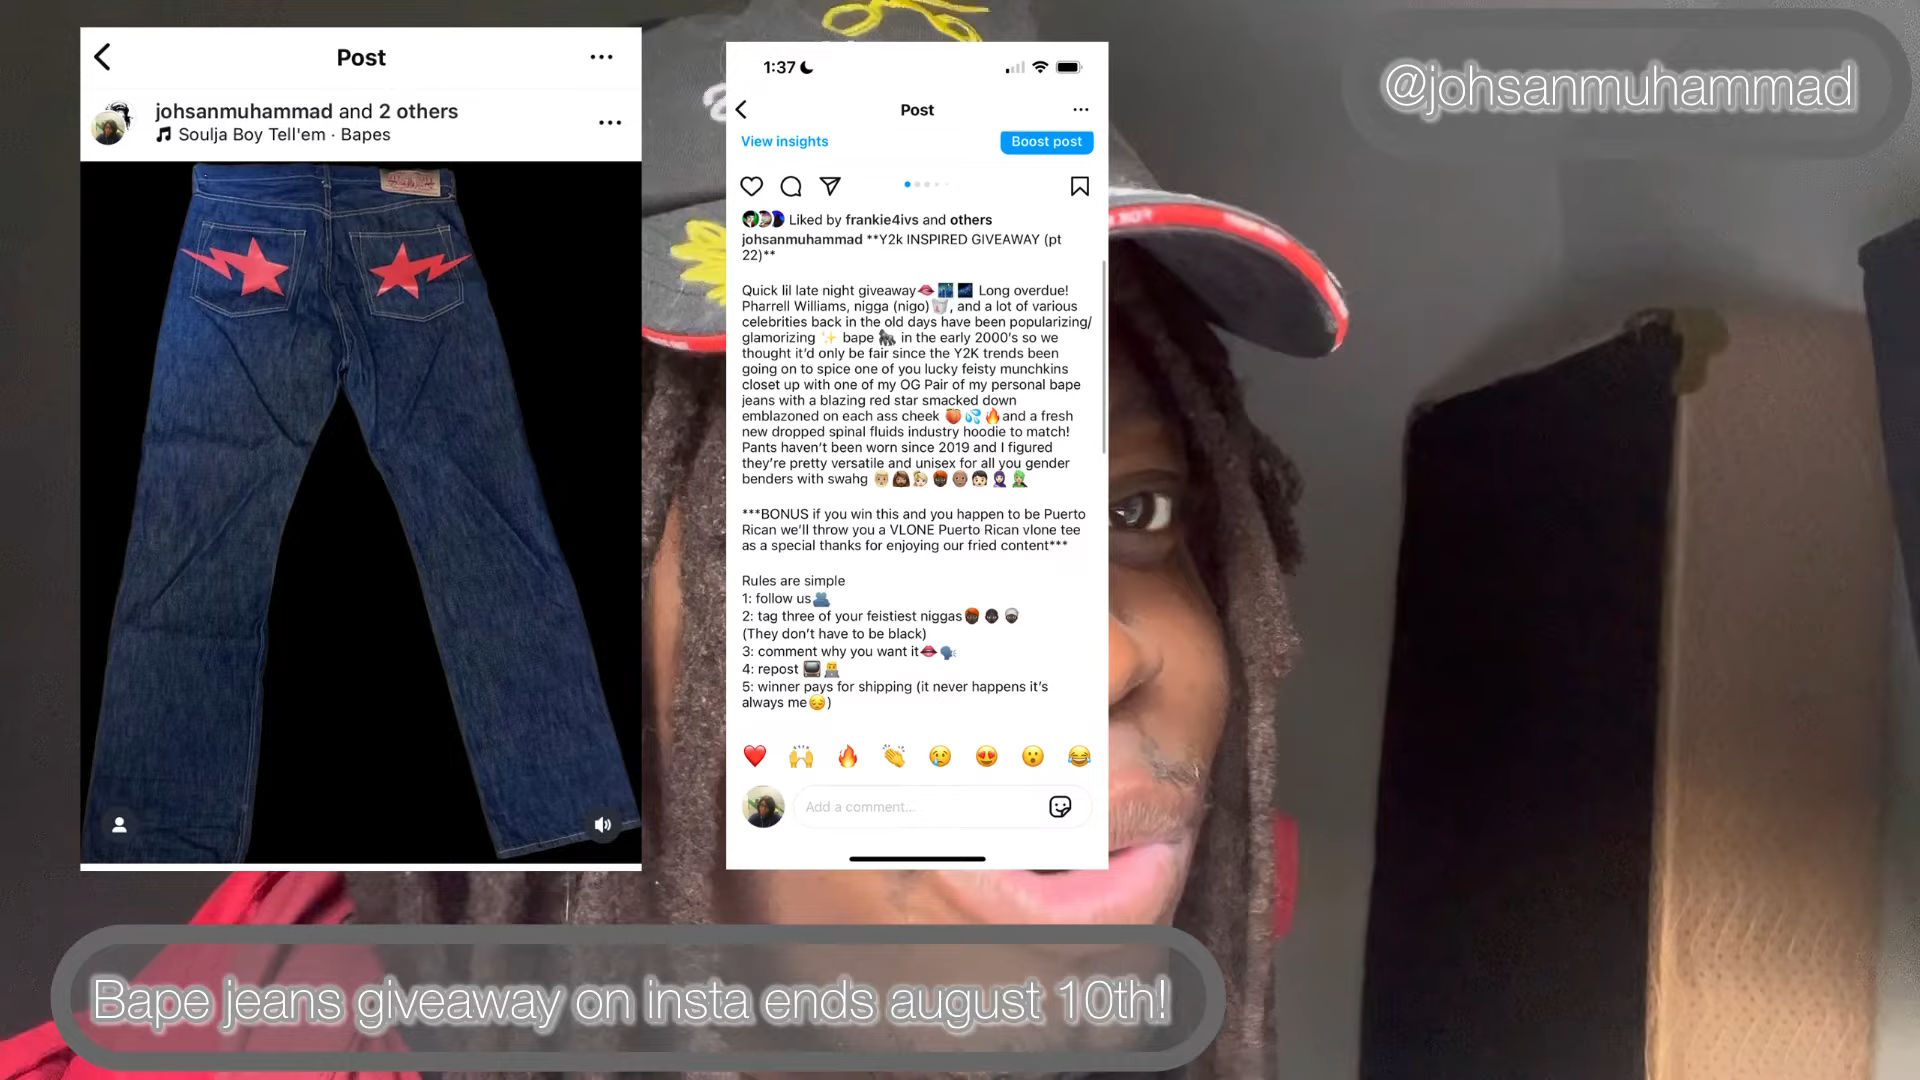 Post
johsanmuhammad and 2 others
Soulja Boy Tell'em · Bapes
1:37
Post
View insights
Boost post
Liked by frankie4ivs and others
johsanmuhammad **Y2k INSPIRED GIVEAWAY (pt
22)**
Quick lil late night giveaway🫦🌃🌌 Long overdue!
Pharrell Williams, nigga (nigo)🥛, and a lot of various
celebrities back in the old days have been popularizing/
glamorizing ✨ bape 🦍 in the early 2000's so we
thought it'd only be fair since the Y2K trends been
going on to spice one of you lucky feisty munchkins
closet up with one of my OG Pair of my personal bape
jeans with a blazing red star smacked down
emblazoned on each ass cheek 🍑💦🔥and a fresh
new dropped spinal fluids industry hoodie to match!
Pants haven't been worn since 2019 and I figured
they're pretty versatile and unisex for all you gender
benders with swahg
***BONUS if you win this and you happen to be Puerto
Rican we'll throw you a VLONE Puerto Rican vlone tee
as a special thanks for enjoying our fried content***
Rules are simple
1: follow us🫂
2: tag three of your feistiest niggas
(They don't have to be black)
3: comment why you want it🫦🗣️
4: repost
5: winner pays for shipping (it never happens it's
always me😔)
❤️ 🙌 🔥 👏 😢 😍 😮 😂
Add a comment...
@johsanmuhammad
Bape jeans giveaway on insta ends august 10th!